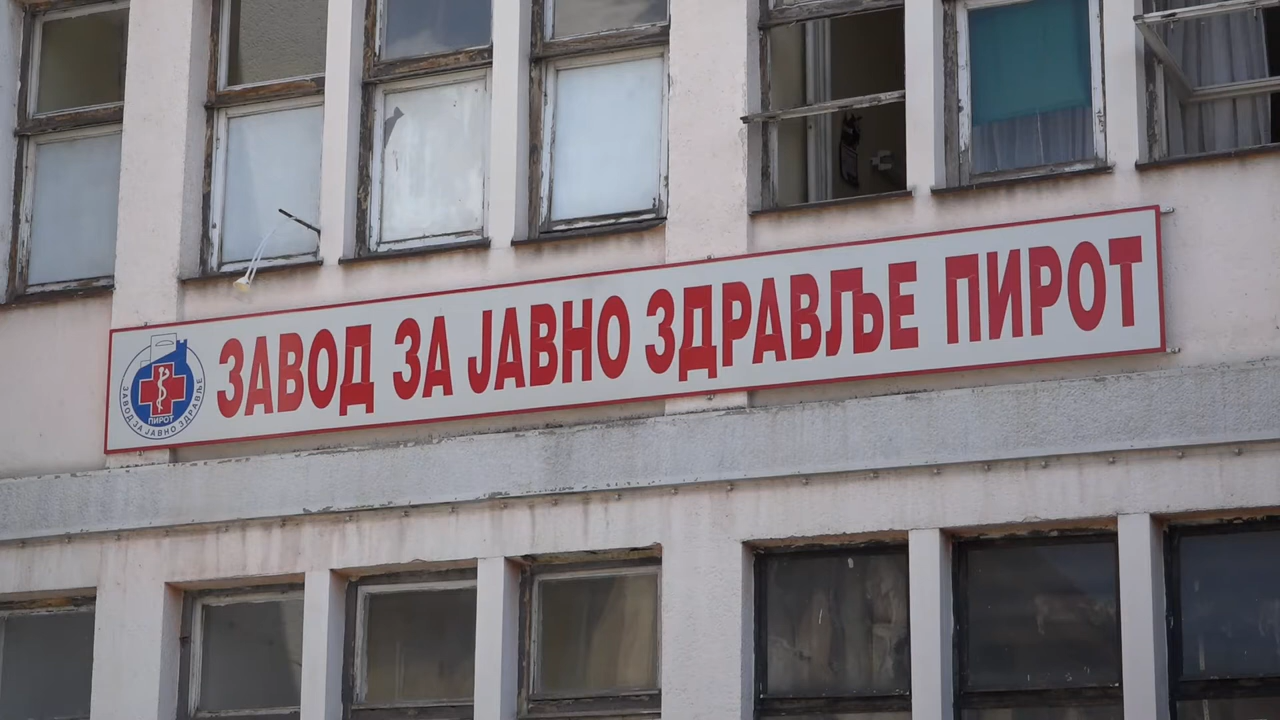 ЗАВОД ЗА ЈАВНО ЗДРАВЉЕ ПИРОТ
ПИРОТ
ЗАВОД ЗА ЈАВНО ЗДРАВЉЕ